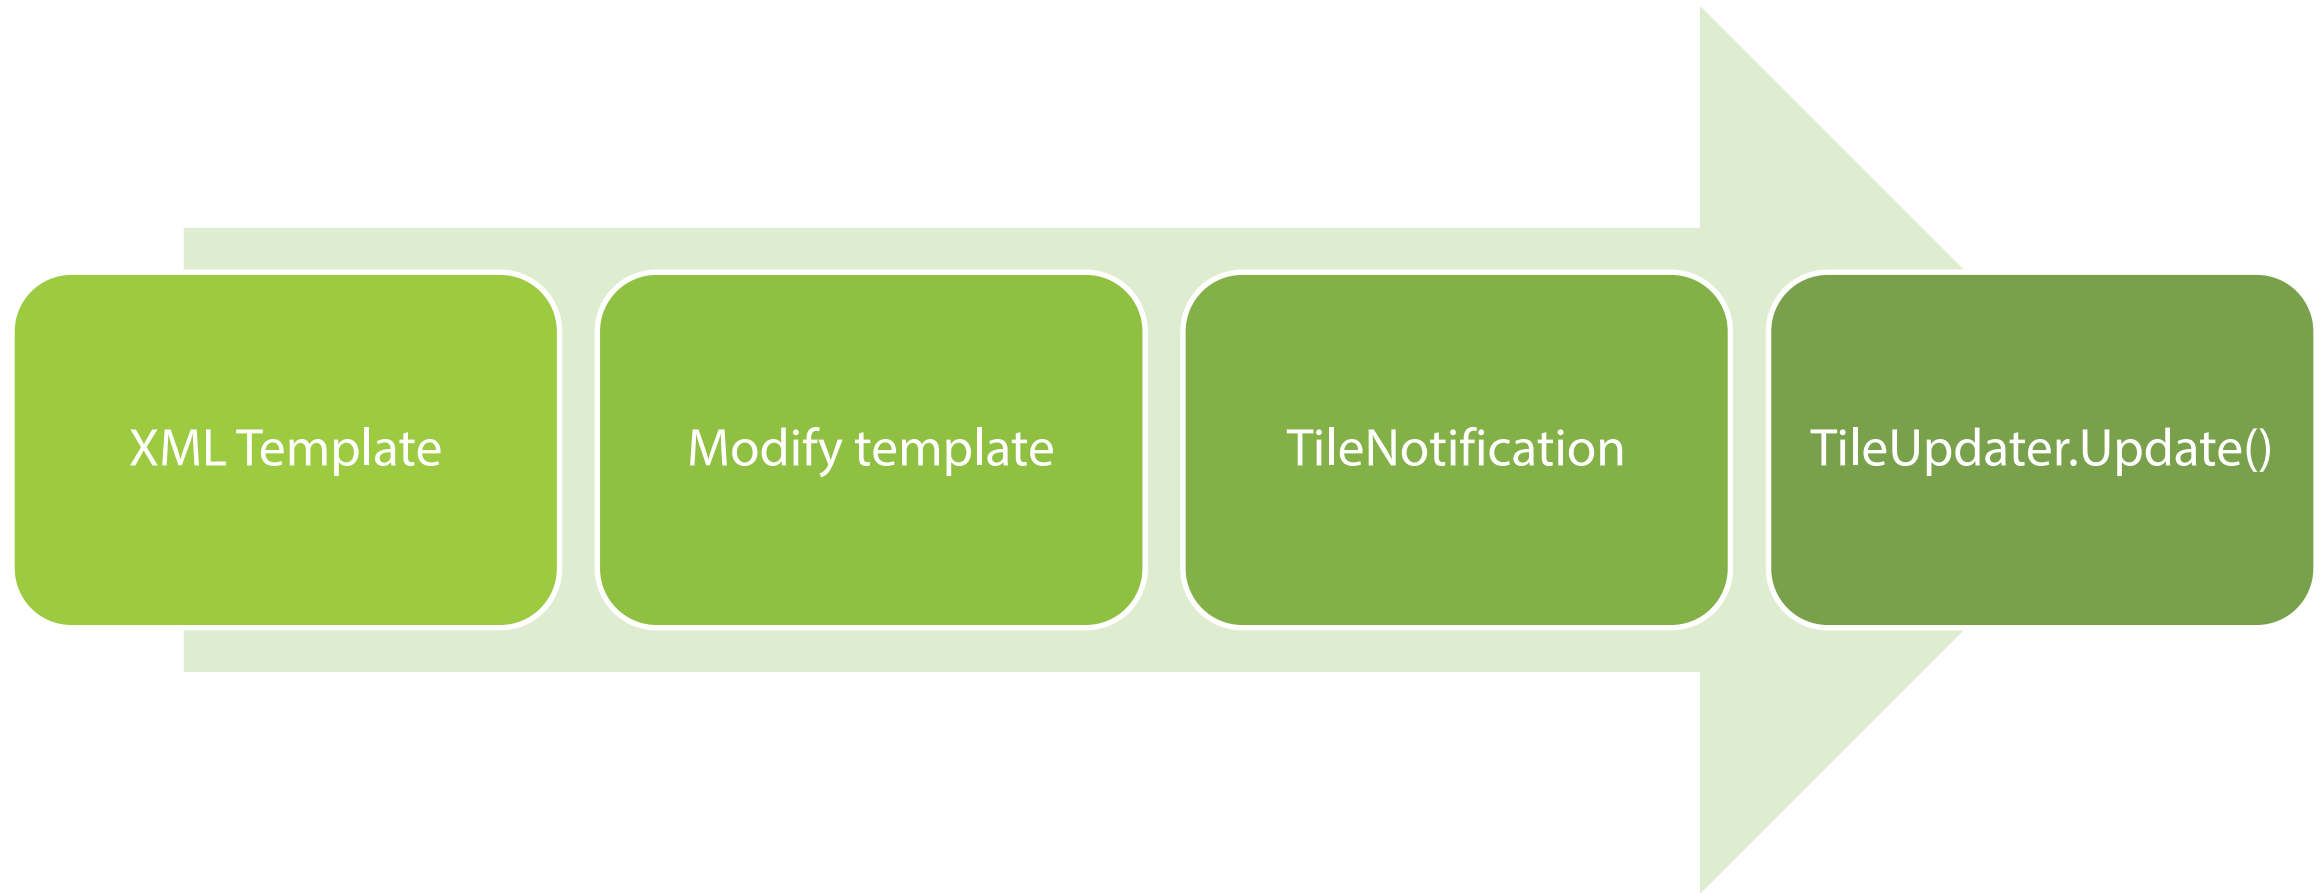 XML Template
Modify template
TileNotification
TileUpdater.Update()